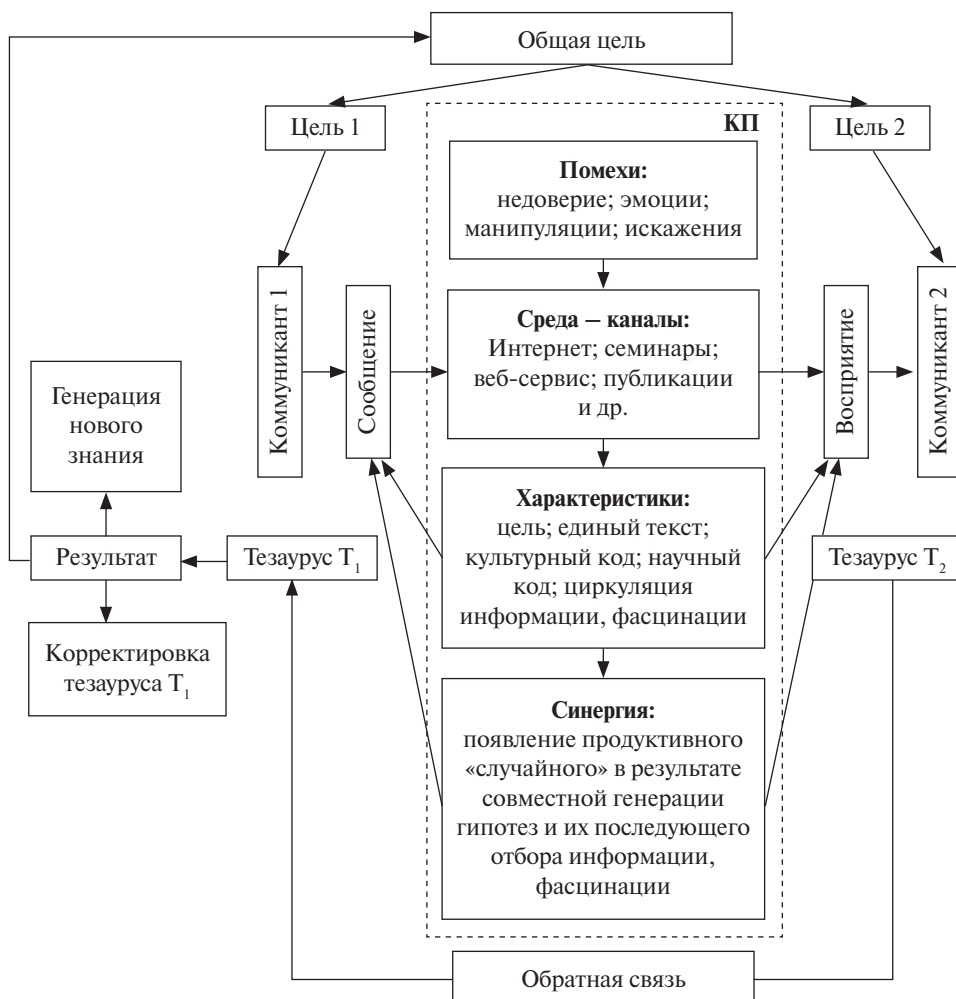 Общая цель
Цель 1
КП
Цель 2
Помехи:
недоверие; эмоции;
манипуляции; искажения
Коммуникант 1
Сообщение
Среда – каналы:
Интернет; семинары;
веб-сервис; публикации
и др.
Восприятие
Коммуникант 2
Генерация
нового
знания
Характеристики:
цель; единый текст;
культурный код; научный
код; циркуляция
информации, фасцинации
Результат
Тезаурус Т₁
Тезаурус Т₂
Корректировка
тезауруса Т₁
Синергия:
появление продуктивного
«случайного» в результате
совместной генерации
гипотез и их последующего
отбора информации,
фасцинации
Обратная связь